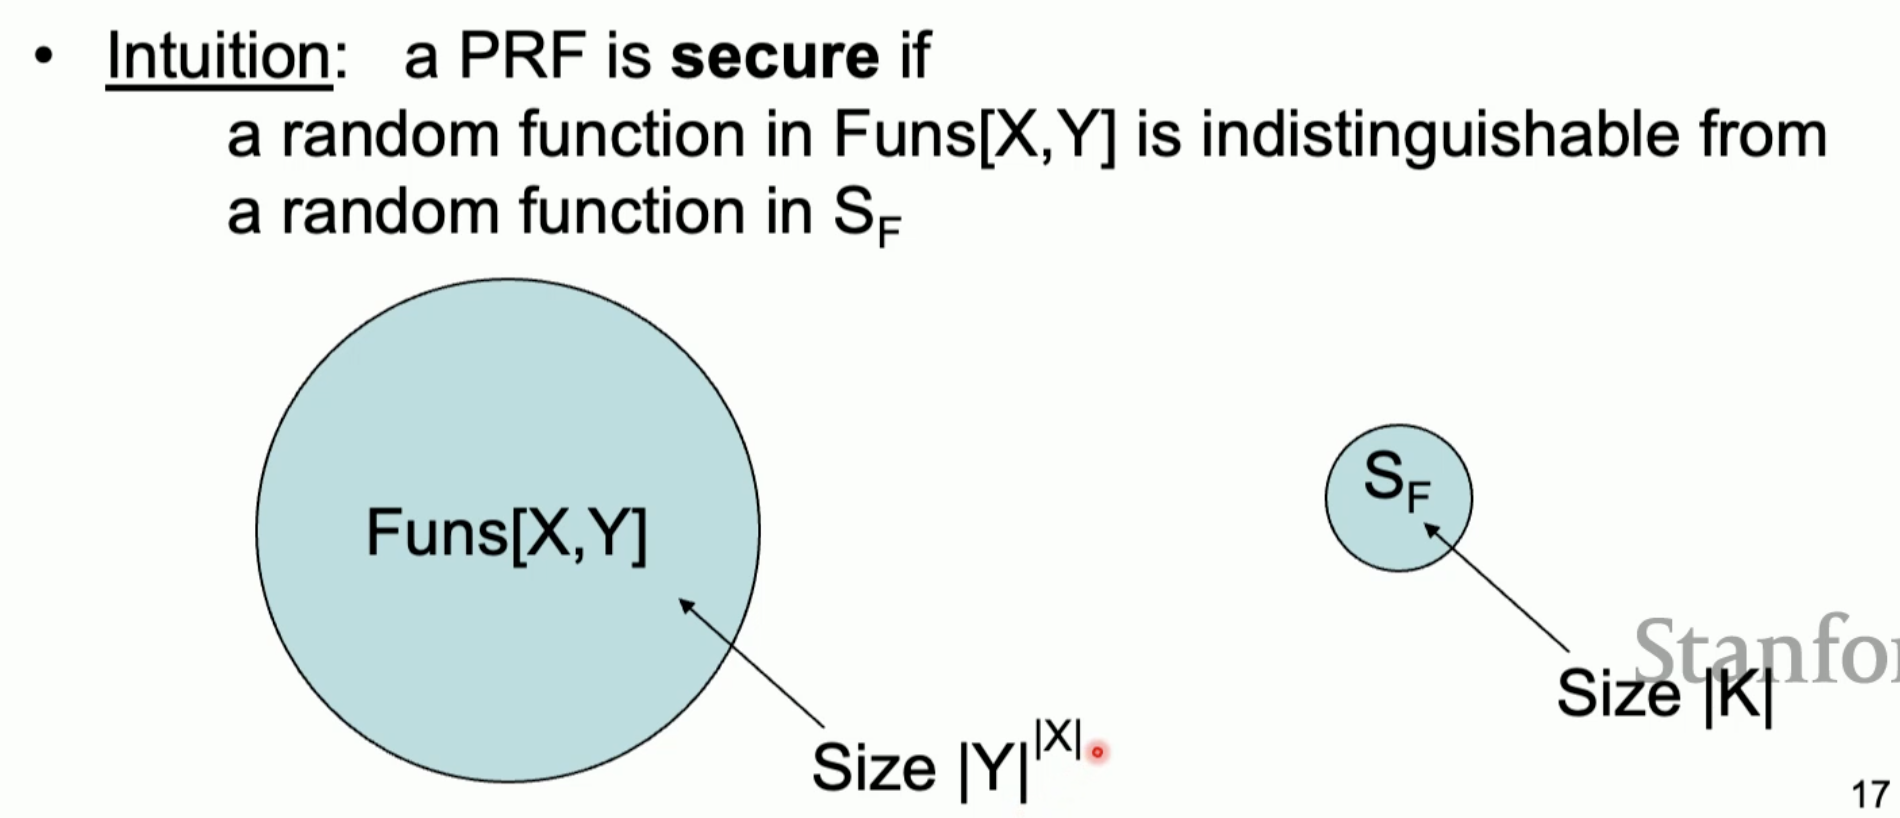 • Intuition: a PRF is secure if
a random function in Funs[X,Y] is indistinguishable from
a random function in S_F
Funs[X,Y]
S_F
Stanfor
Size |K|
Size |Y|^|X|
17